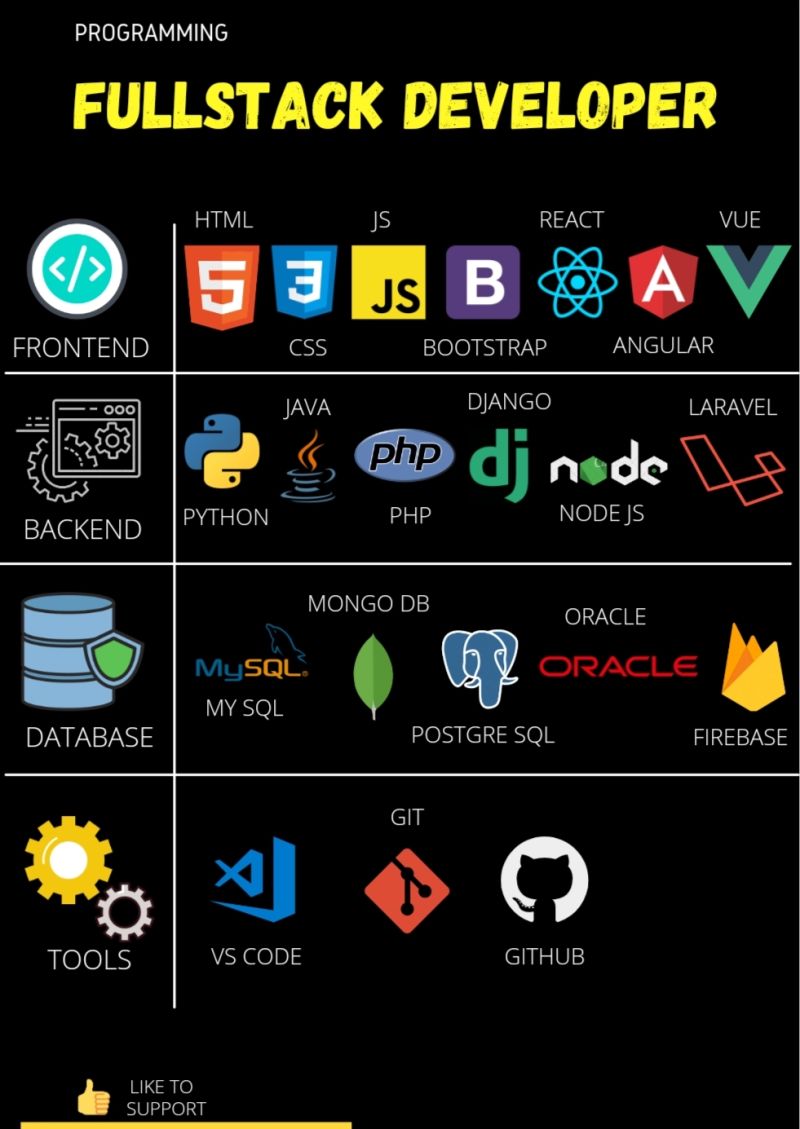 PROGRAMMING
FULLSTACK DEVELOPER
HTML
JS
REACT
VUE
5
3
JS
B
A
FRONTEND
CSS
BOOTSTRAP
ANGULAR
JAVA
DJANGO
LARAVEL
php
dj
node
BACKEND
PYTHON
PHP
NODE JS
MONGO DB
ORACLE
MySQL®
ORACLE
DATABASE
MY SQL
POSTGRE SQL
FIREBASE
GIT
TOOLS
VS CODE
GITHUB
LIKE TO
SUPPORT